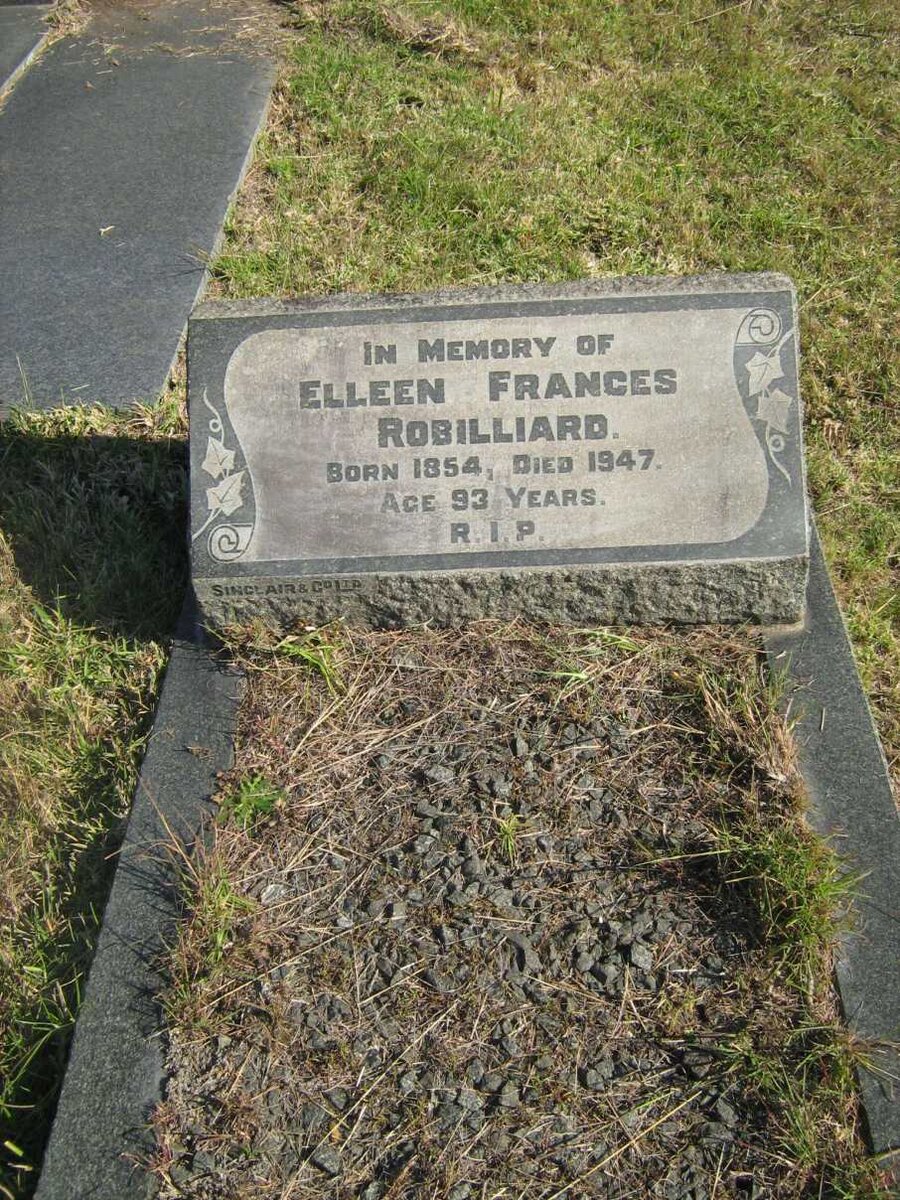 IN MEMORY OF
ELLEEN FRANCES
ROBILLIARD.
BORN 1854, DIED 1947.
AGE 93 YEARS.
R.I.P.
SINCLAIR & CO LTD